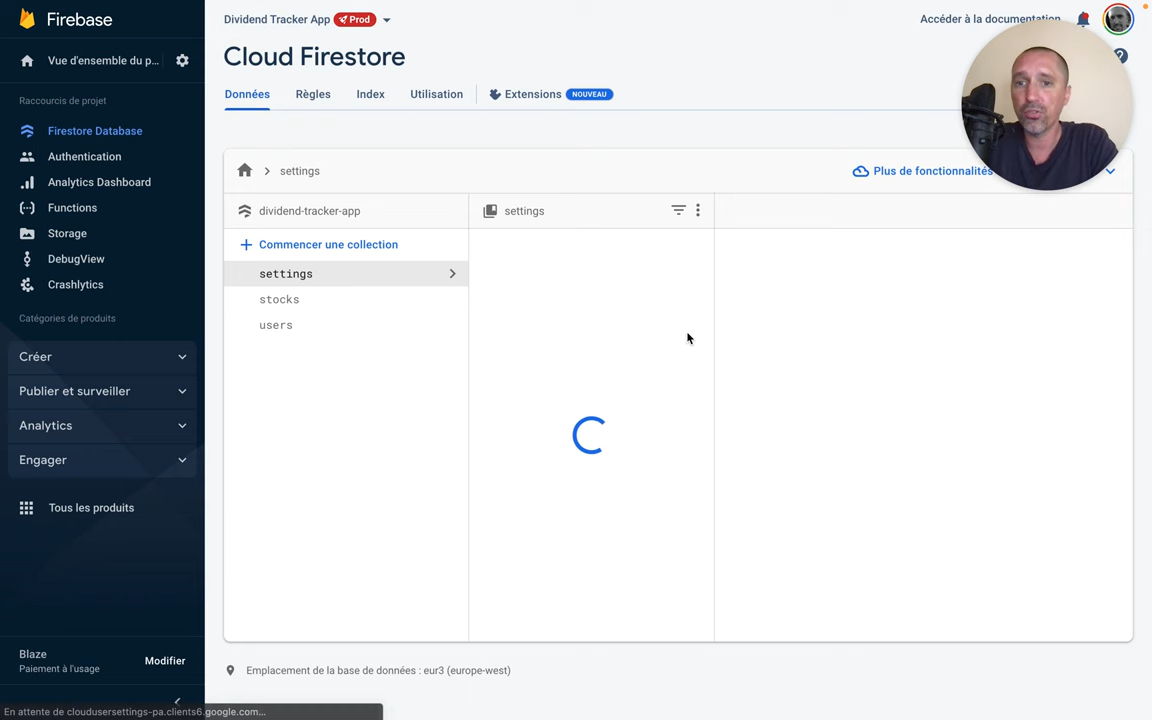 Firebase
Dividend Tracker App Prod
Accéder à la documentation
Vue d'ensemble du p...
Cloud Firestore
Données Règles Index Utilisation Extensions NOUVEAU
Raccourcis de projet
Firestore Database
Authentication
Analytics Dashboard
Functions
Storage
DebugView
Crashlytics
Catégories de produits
Créer
Publier et surveiller
Analytics
Engager
Tous les produits
Blaze
Paiement à l'usage
Modifier
settings
Plus de fonctionnalités
dividend-tracker-app
settings
Commencer une collection
settings
stocks
users
Emplacement de la base de données : eur3 (europe-west)
En attente de cloudusersettings-pa.clients6.google.com...